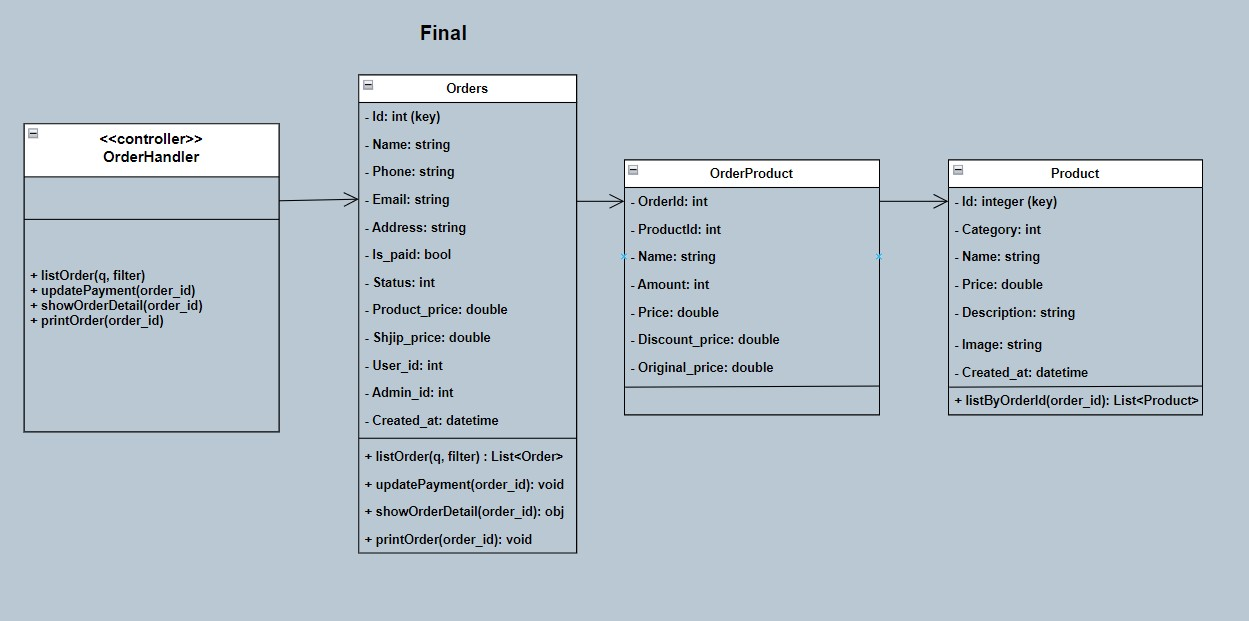 Final
<<controller>>
OrderHandler
+ listOrder(q, filter)
+ updatePayment(order_id)
+ showOrderDetail(order_id)
+ printOrder(order_id)
Orders
- Id: int (key)
- Name: string
- Phone: string
- Email: string
- Address: string
- Is_paid: bool
- Status: int
- Product_price: double
- Shjip_price: double
- User_id: int
- Admin_id: int
- Created_at: datetime
+ listOrder(q, filter) : List<Order>
+ updatePayment(order_id): void
+ showOrderDetail(order_id): obj
+ printOrder(order_id): void
OrderProduct
- OrderId: int
- ProductId: int
- Name: string
- Amount: int
- Price: double
- Discount_price: double
- Original_price: double
Product
- Id: integer (key)
- Category: int
- Name: string
- Price: double
- Description: string
- Image: string
- Created_at: datetime
+ listByOrderId(order_id): List<Product>